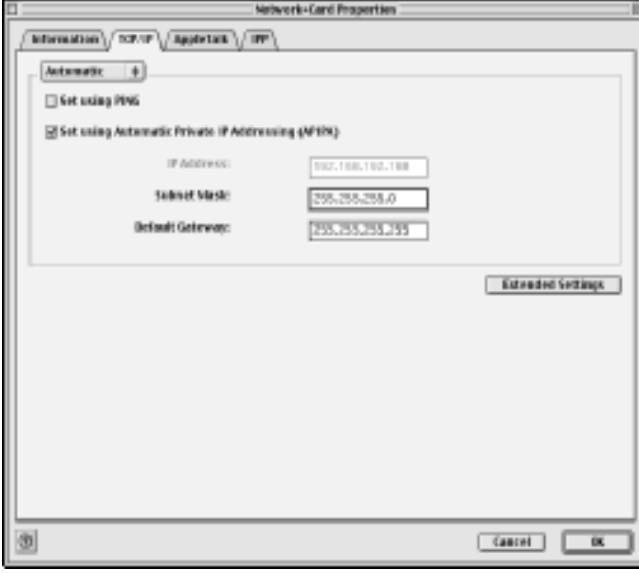 Network-Card Properties
Information TCP/IP AppleTalk IPP
Automatic
Set using PING
Set using Automatic Private IP Addressing (APIPA)
IP Address: 192.168.192.168
Subnet Mask: 255.255.255.0
Default Gateway: 255.255.255.255
Extended Settings
Cancel OK